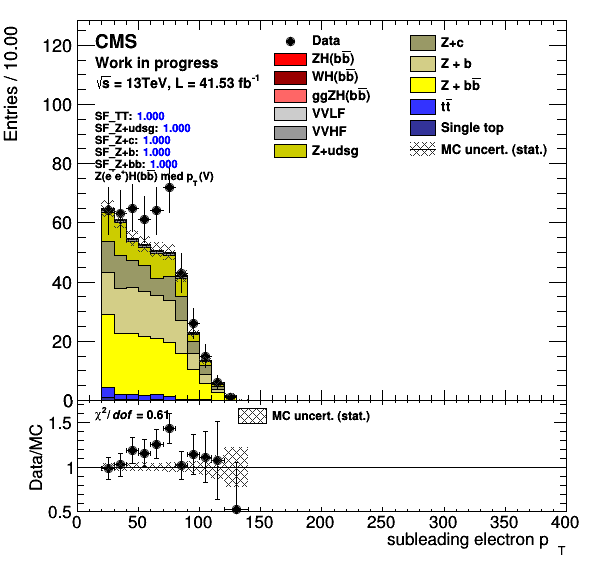 CMS
Work in progress
√s = 13TeV, L = 41.53 fb⁻¹
SF_TT: 1.000
SF_Z+udsg: 1.000
SF_Z+c: 1.000
SF_Z+b: 1.000
SF_Z+bb: 1.000
Z(e⁻e⁺)H(bb̅) med p_T(V)
Data
ZH(bb̅)
WH(bb̅)
ggZH(bb̅)
VVLF
VVHF
Z+udsg
Z+c
Z + b
Z + bb̅
tt̅
Single top
MC uncert. (stat.)
Entries / 10.00
120
100
80
60
40
20
0
χ²/dof = 0.61
MC uncert. (stat.)
Data/MC
1.5
1
0.5
0 50 100 150 200 250 300 350 400
subleading electron p_T